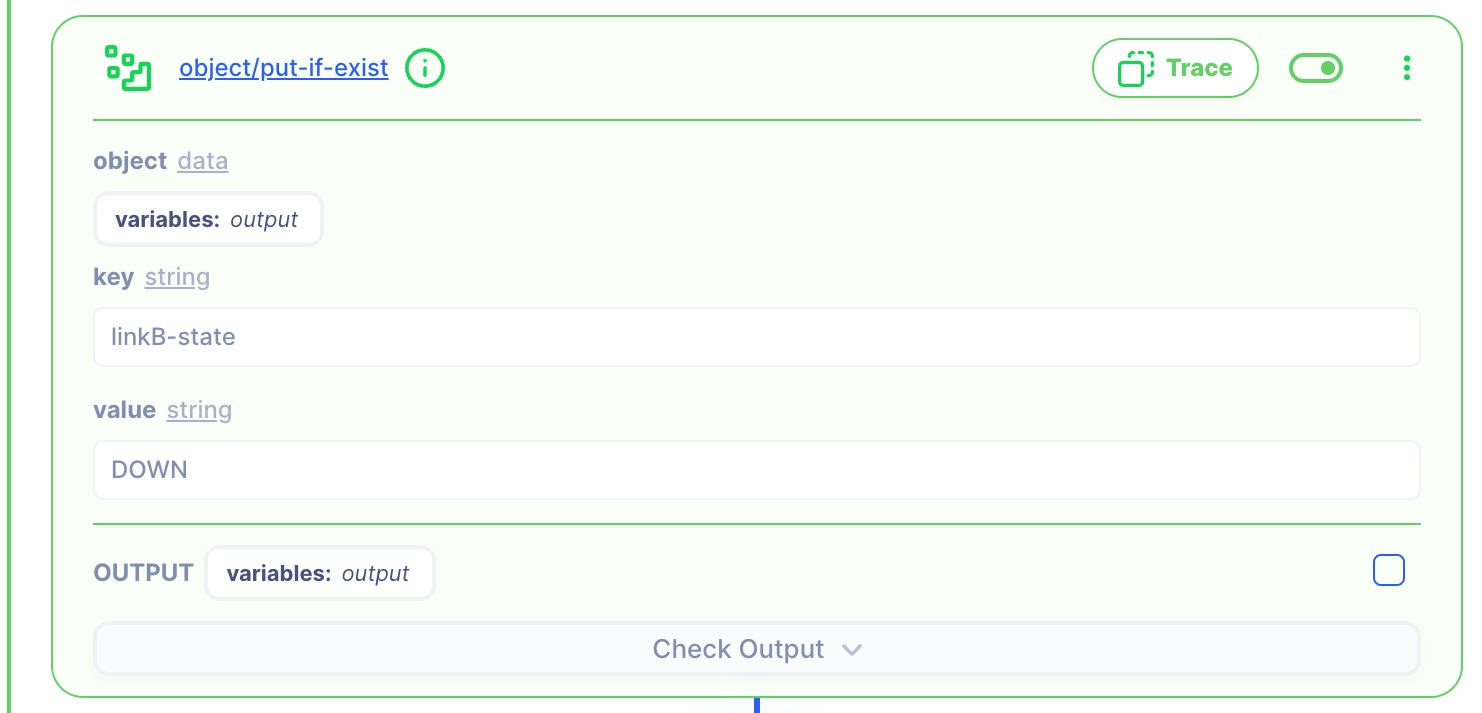 object/put-if-exist
Trace
object data
variables: output
key string
linkB-state
value string
DOWN
OUTPUT variables: output
Check Output